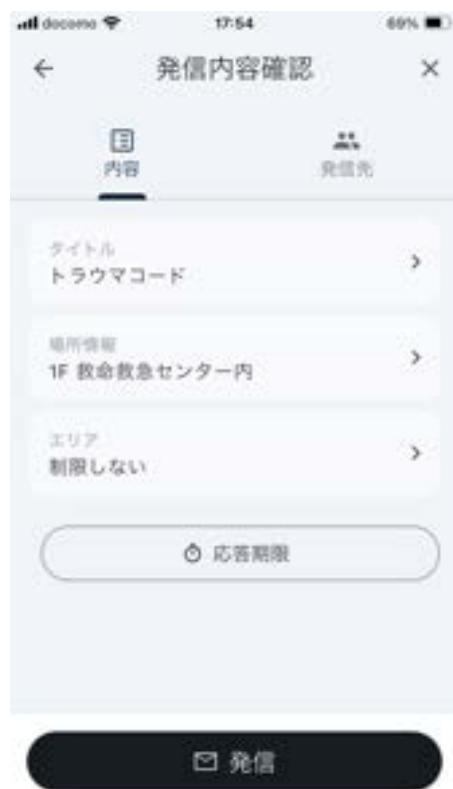 docomo 17:54 69%
発信内容確認
内容 発信先
タイトル
トラウマコード
場所情報
1F 救命救急センター内
エリア
制限しない
応答期限
発信